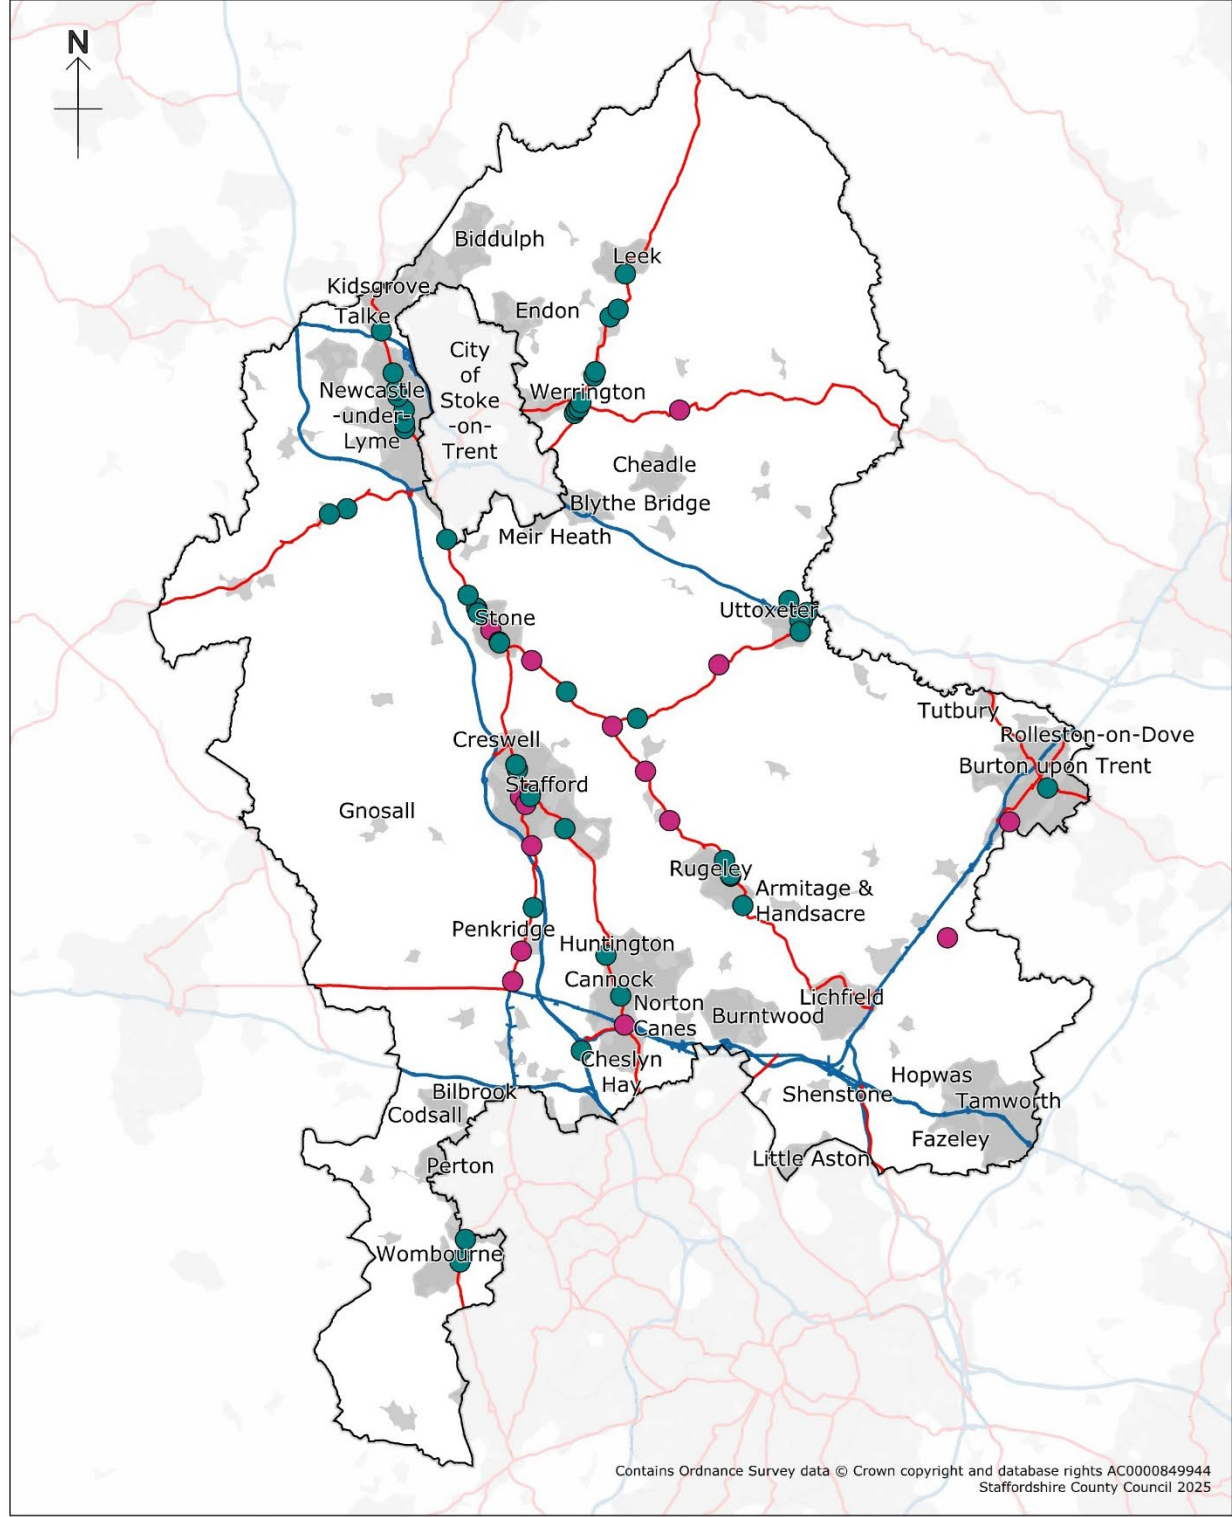 N
Biddulph
Leek
Kidsgrove
Talke
Endon
City
of
Stoke
-on-
Trent
Newcastle
-under-
Lyme
Werrington
Cheadle
Blythe Bridge
Meir Heath
Stone
Uttoxeter
Tutbury
Rolleston-on-Dove
Burton upon Trent
Creswell
Stafford
Gnosall
Rugeley
Armitage &
Handsacre
Penkridge
Huntington
Cannock
Norton
Canes
Burntwood
Lichfield
Cheslyn
Hay
Hopwas
Shenstone
Tamworth
Fazeley
Little Aston
Bilbrook
Codsall
Perton
Wombourne
Contains Ordnance Survey data © Crown copyright and database rights AC0000849944
Staffordshire County Council 2025